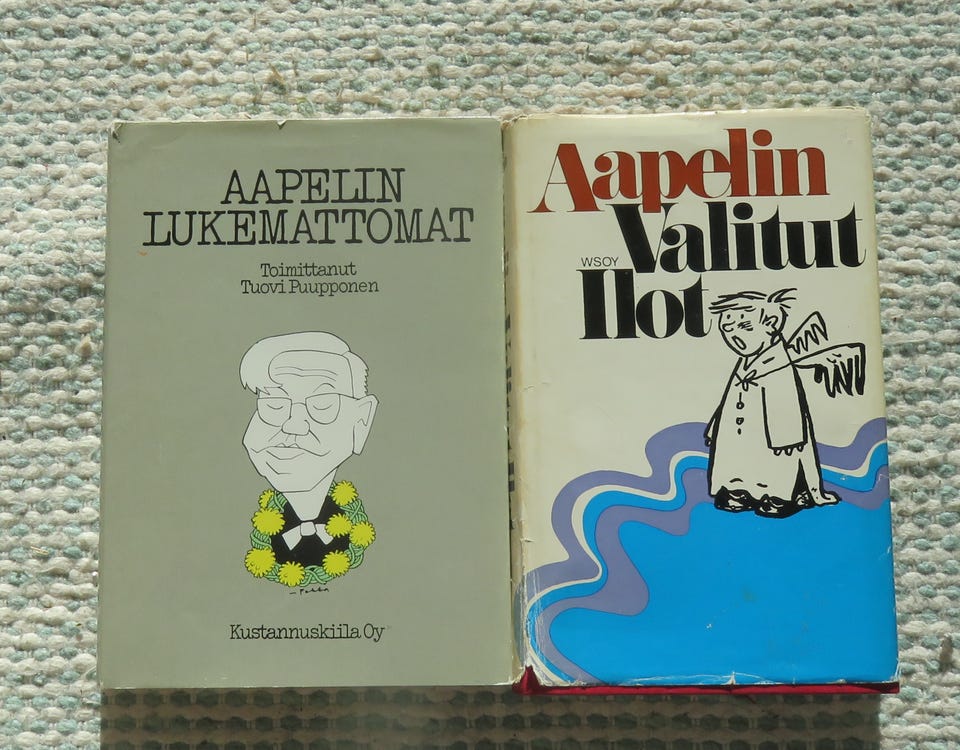 AAPELIN
LUKEMATTOMAT
Toimittanut
Tuovi Puupponen
Kustannuskiila Oy
Aapelin
Valitut
WSOY
Ilot